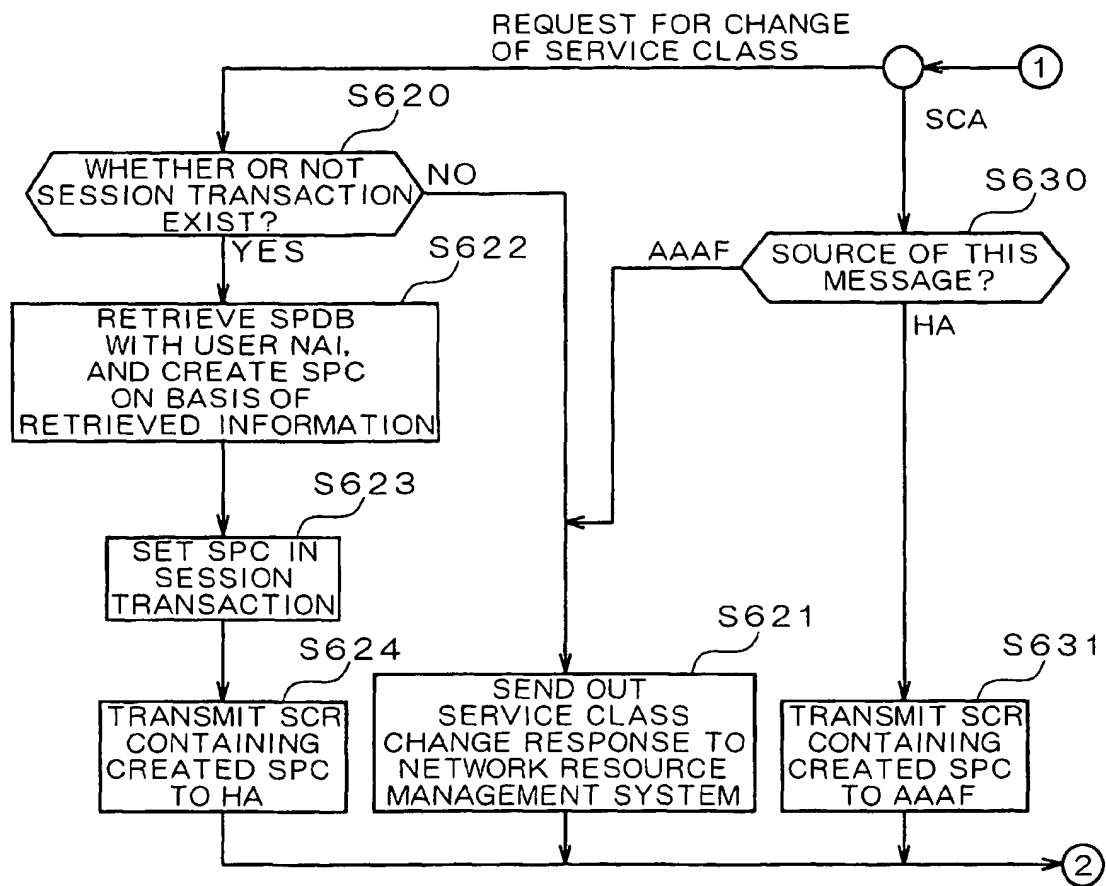 REQUEST FOR CHANGE
OF SERVICE CLASS
1
S620
SCA
WHETHER OR NOT
SESSION TRANSACTION
EXIST?
NO
YES
S630
SOURCE OF THIS
MESSAGE?
AAAF
HA
S622
RETRIEVE SPDB
WITH USER NAI,
AND CREATE SPC
ON BASIS OF
RETRIEVED INFORMATION
S623
SET SPC IN
SESSION
TRANSACTION
S624
TRANSMIT SCR
CONTAINING
CREATED SPC
TO HA
S621
SEND OUT
SERVICE CLASS
CHANGE RESPONSE TO
NETWORK RESOURCE
MANAGEMENT SYSTEM
S631
TRANSMIT SCR
CONTAINING
CREATED SPC
TO AAAF
2